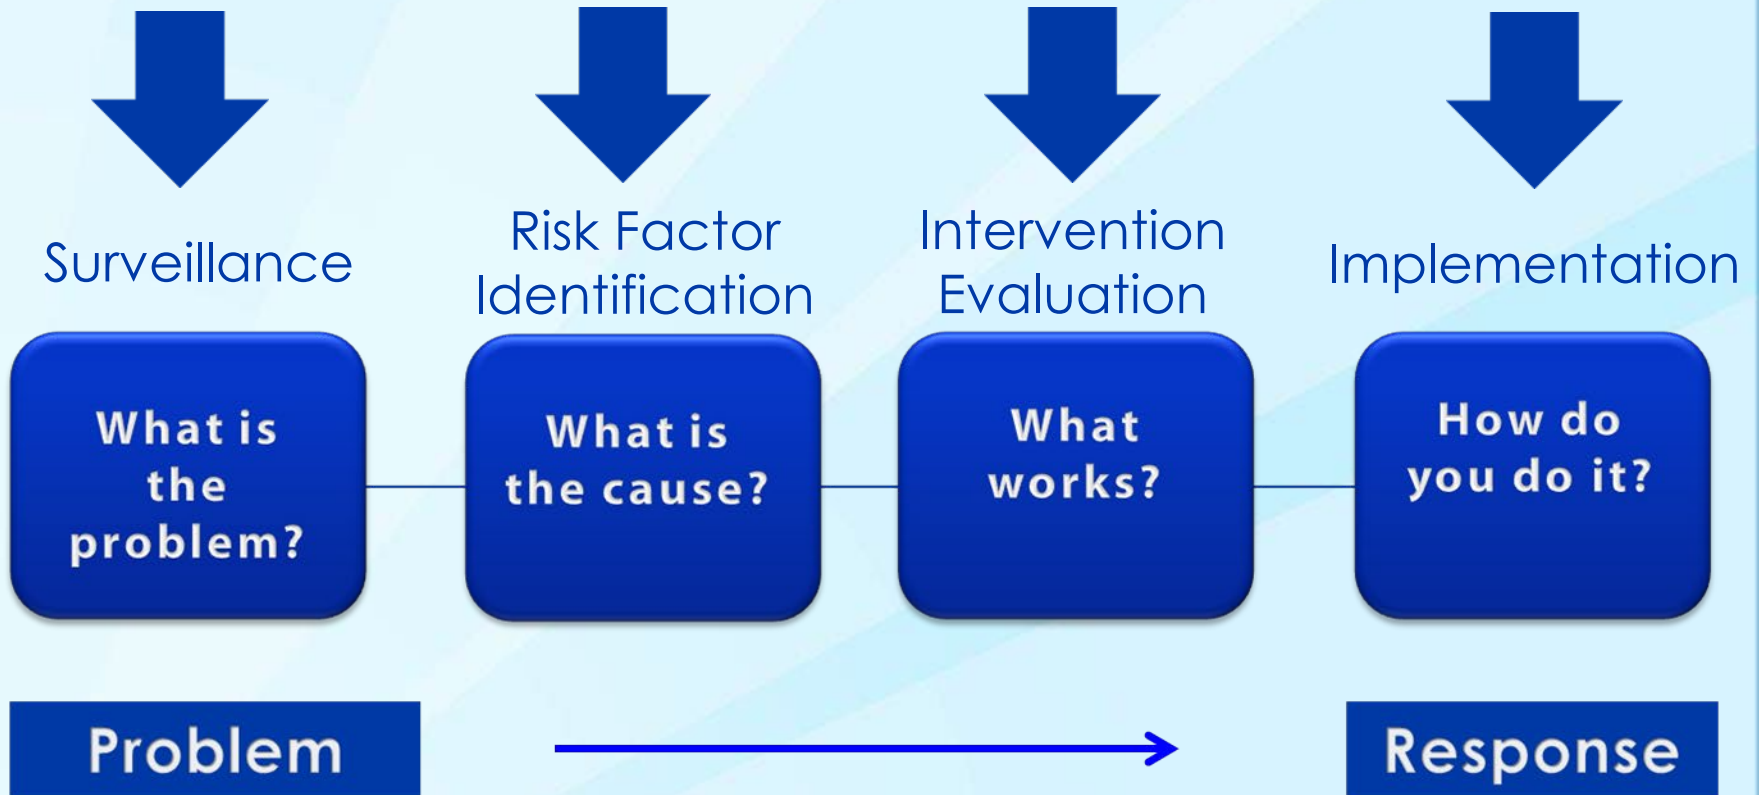 Surveillance
Risk Factor
Identification
Intervention
Evaluation
Implementation
What is
the
problem?
What is
the cause?
What
works?
How do
you do it?
Problem
Response